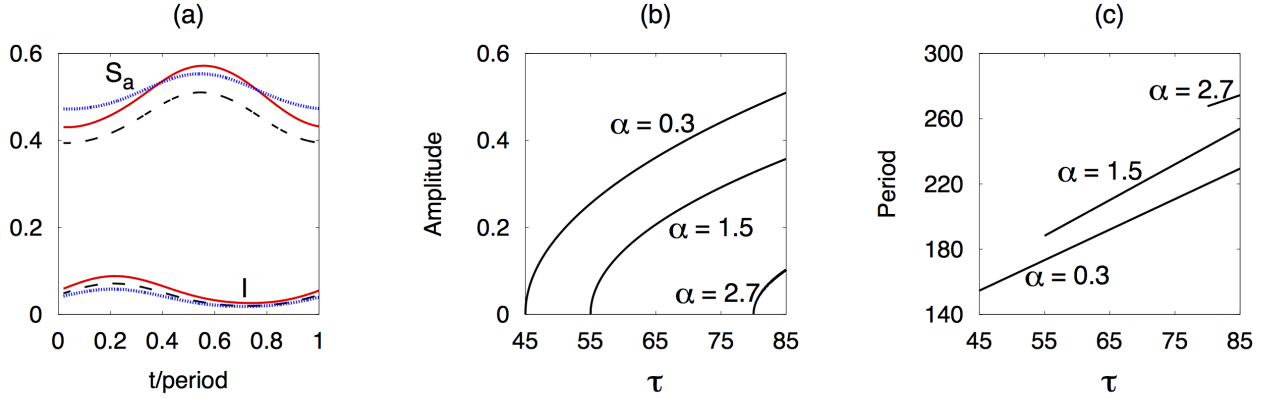 (a)
0.6
0.4
0.2
0
Sa
I
0 0.2 0.4 0.6 0.8 1
t/period
(b)
Amplitude
0.6
0.4
0.2
0
α = 0.3
α = 1.5
α = 2.7
45 55 65 75 85
τ
(c)
Period
300
260
220
180
140
α = 2.7
α = 1.5
α = 0.3
45 55 65 75 85
τ